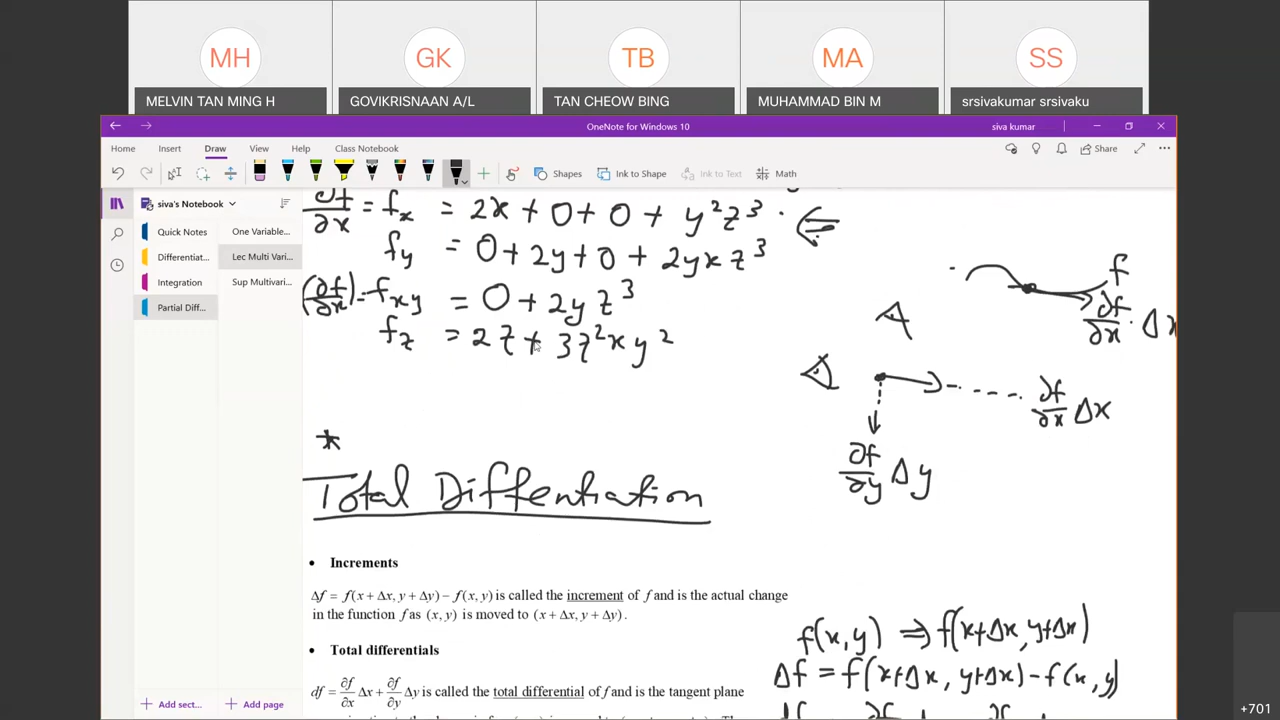 MH GK TB MA SS
MELVIN TAN MING H GOVIKRISNAAN A/L TAN CHEOW BING MUHAMMAD BIN M srsivakumar srsivaku
OneNote for Windows 10 siva kumar
Home Insert Draw View Help Class Notebook Share
Shapes Ink to Shape Ink to Text Math
siva's Notebook
Quick Notes
Differentiat...
Integration
Partial Diff...
One Variable...
Lec Multi Vari...
Sup Multivari...
∂f/∂x = fx = 2x + 0 + 0 + y²z³ .
fy = 0 + 2y + 0 + 2yxz³
(∂f/∂x) = fxy = 0 + 2yz³
fz = 2z + 3z²xy²
f
∂f/∂x . Δx
∂f/∂x Δx
∂f/∂y Δy
*
Total Diffentiation
• Increments
Δf = f(x + Δx, y + Δy) − f(x, y) is called the increment of f and is the actual change
in the function f as (x, y) is moved to (x + Δx, y + Δy).
• Total differentials
df = ∂f/∂x Δx + ∂f/∂y Δy is called the total differential of f and is the tangent plane
f(x,y) ⇒ f(x+Δx, y+Δx)
Δf = f(x+Δx, y+Δx) − f(x,y)
Add sect...
Add page
+701